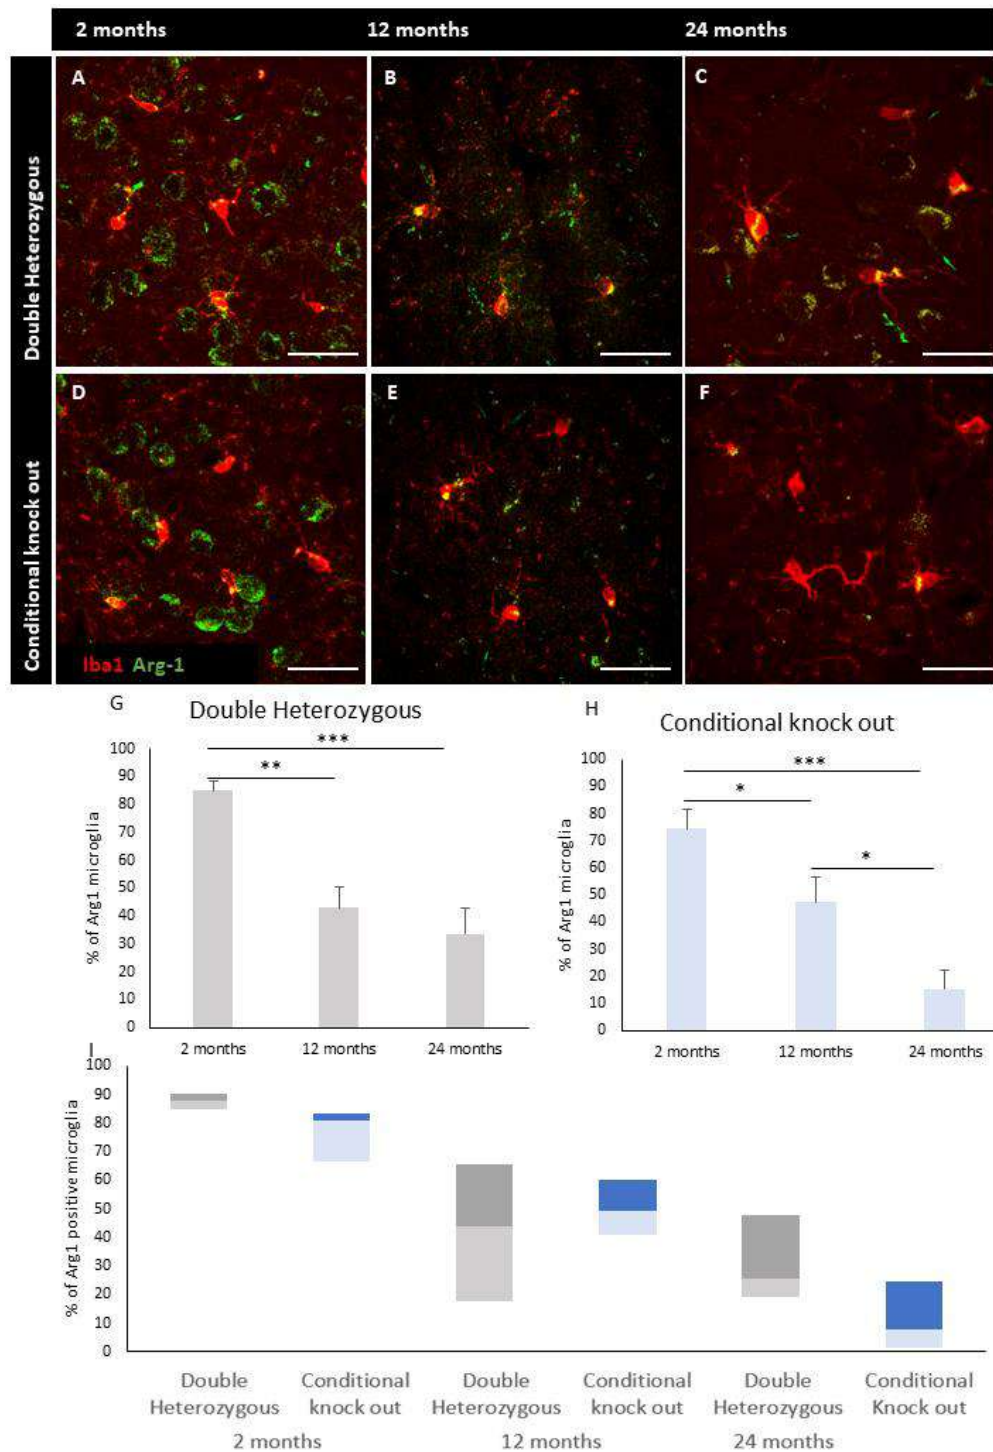 2 months 12 months 24 months
Double Heterozygous
A B C
Conditional knock out
D E F
Iba1 Arg-1
G
Double Heterozygous
% of Arg1 microglia
100
90
80
70
60
50
40
30
20
10
0
***
**
2 months 12 months 24 months
H
Conditional knock out
% of Arg1 microglia
100
90
80
70
60
50
40
30
20
10
0
***
*
*
2 months 12 months 24 months
I
% of Arg1 positive microglia
100
90
80
70
60
50
40
30
20
10
0
Double Conditional Double Conditional Double Conditional
Heterozygous knock out Heterozygous knock out Heterozygous Knock out
2 months 12 months 24 months